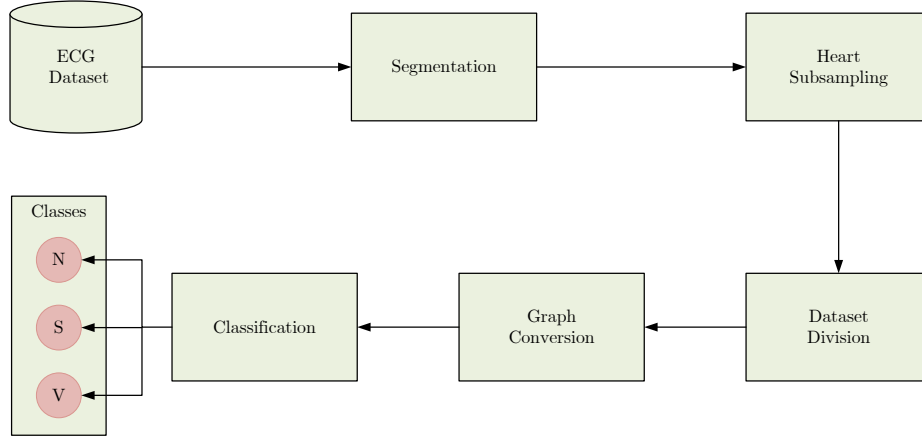 ECG
Dataset
Segmentation
Heart
Subsampling
Classes
N
S
V
Classification
Graph
Conversion
Dataset
Division